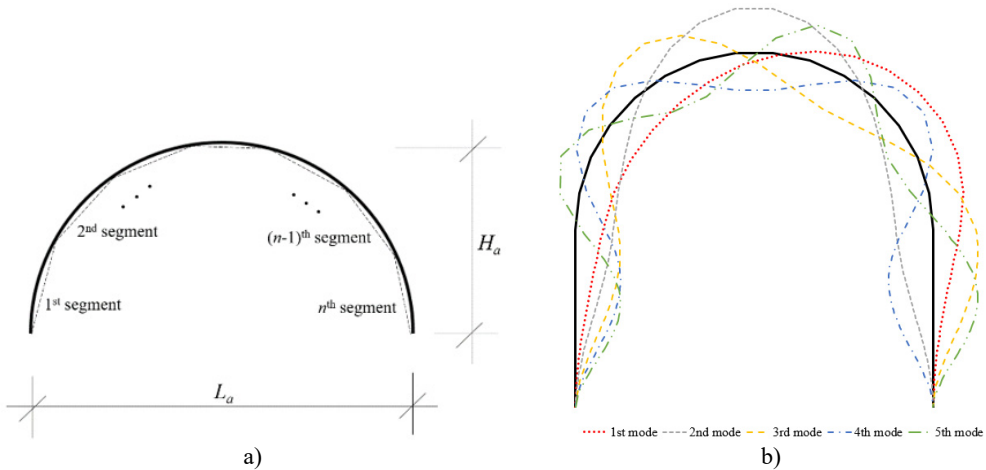 2nd segment
(n-1)th segment
Ha
1st segment
nth segment
La
1st mode 2nd mode 3rd mode 4th mode 5th mode
a) b)